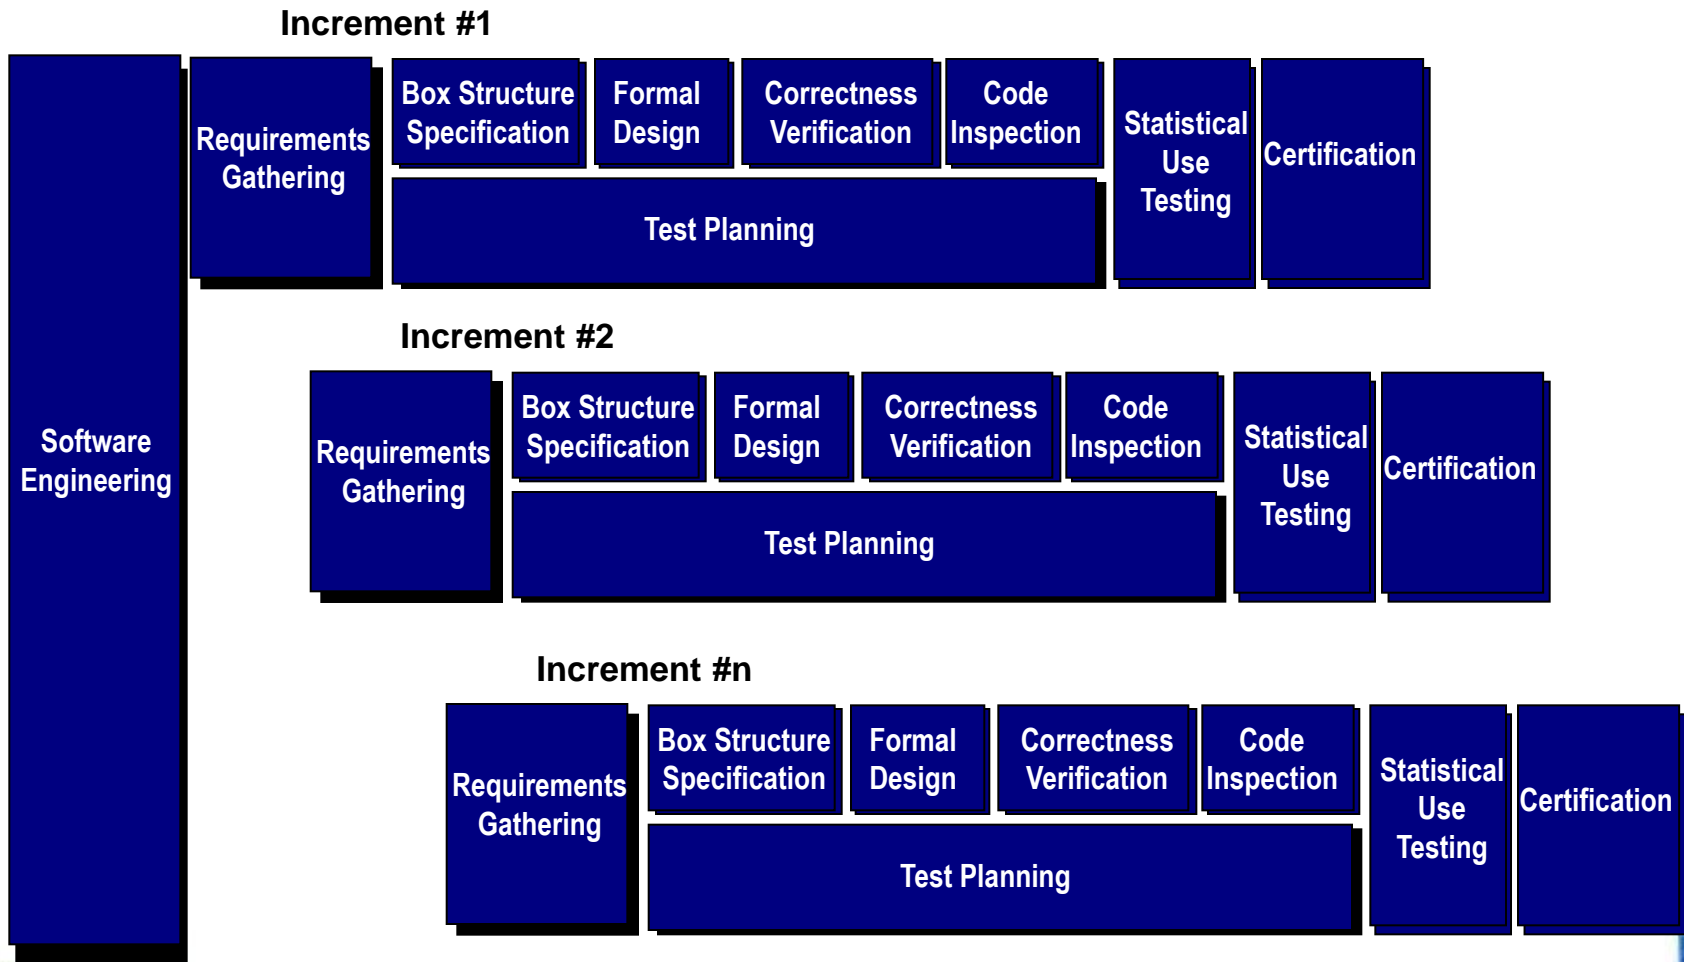 Increment #1
Software
Engineering
Requirements
Gathering
Box Structure
Specification
Formal
Design
Correctness
Verification
Code
Inspection
Test Planning
Statistical
Use
Testing
Certification
Increment #2
Requirements
Gathering
Box Structure
Specification
Formal
Design
Correctness
Verification
Code
Inspection
Test Planning
Statistical
Use
Testing
Certification
Increment #n
Requirements
Gathering
Box Structure
Specification
Formal
Design
Correctness
Verification
Code
Inspection
Test Planning
Statistical
Use
Testing
Certification